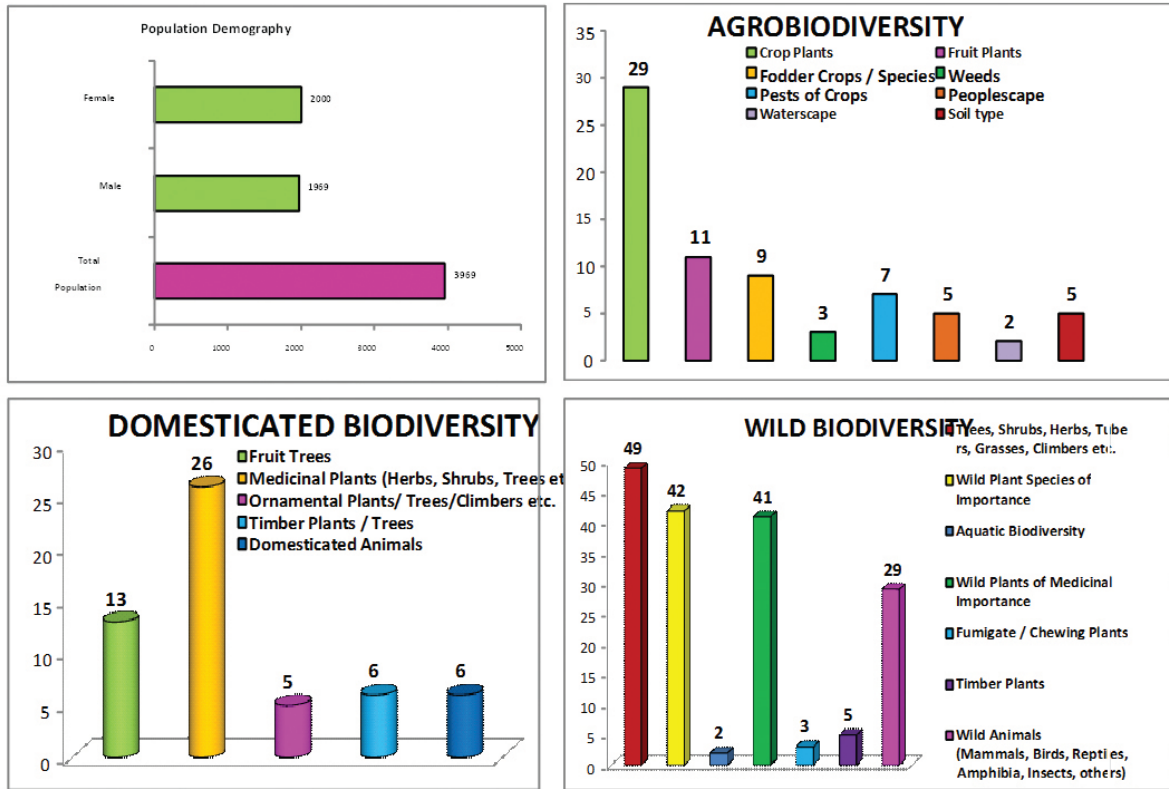 Population Demography
Female
2000
Male
1969
Total
Population
3969
0 1000 2000 3000 4000 5000
AGROBIODIVERSITY
Crop Plants Fruit Plants
Fodder Crops / Species Weeds
Pests of Crops Peoplescape
Waterscape Soil type
35
30
25
20
15
10
5
0
29
11
9
3
7
5
2
5
DOMESTICATED BIODIVERSITY
Fruit Trees
Medicinal Plants (Herbs, Shrubs, Trees et
Ornamental Plants/ Trees/Climbers etc.
Timber Plants / Trees
Domesticated Animals
30
25
20
15
10
5
0
13
26
5
6
6
WILD BIODIVERSITY
Trees, Shrubs, Herbs, Tube
rs, Grasses, Climbers etc.
Wild Plant Species of
Importance
Aquatic Biodiversity
Wild Plants of Medicinal
Importance
Fumigate / Chewing Plants
Timber Plants
Wild Animals
(Mammals, Birds, Reptiles,
Amphibia, Insects, others)
50
45
40
35
30
25
20
15
10
5
0
49
42
2
41
3
5
29